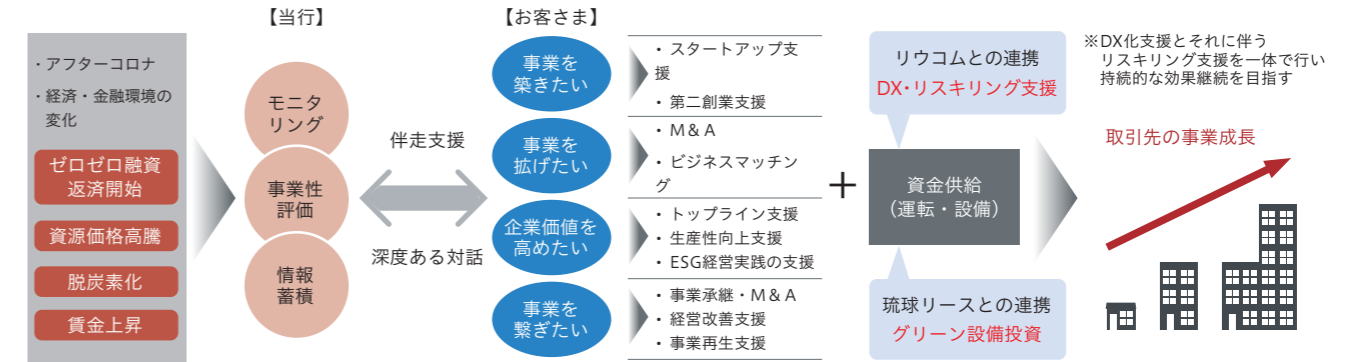 【当行】
【お客さま】
・アフターコロナ
・経済・金融環境の
変化
ゼロゼロ融資
返済開始
資源価格高騰
脱炭素化
賃金上昇
モニタ
リング
事業性
評価
情報
蓄積
伴走支援
深度ある対話
事業を
築きたい
・スタートアップ支
援
・第二創業支援
事業を
拡げたい
・M&A
・ビジネスマッチン
グ
企業価値を
高めたい
・トップライン支援
・生産性向上支援
・ESG経営実践の支援
事業を
繋ぎたい
・事業承継・M&A
・経営改善支援
・事業再生支援
+
リウコムとの連携
DX・リスキリング支援
資金供給
(運転・設備)
琉球リースとの連携
グリーン設備投資
※DX化支援とそれに伴う
リスキリング支援を一体で行い
持続的な効果継続を目指す
取引先の事業成長